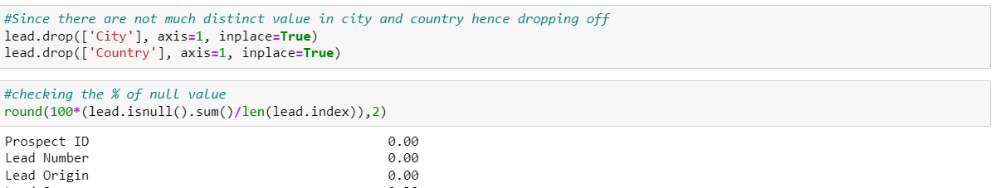 #Since there are not much distinct value in city and country hence dropping off
lead.drop(['City'], axis=1, inplace=True)
lead.drop(['Country'], axis=1, inplace=True)
#checking the % of null value
round(100*(lead.isnull().sum()/len(lead.index)),2)
Prospect ID 0.00
Lead Number 0.00
Lead Origin 0.00